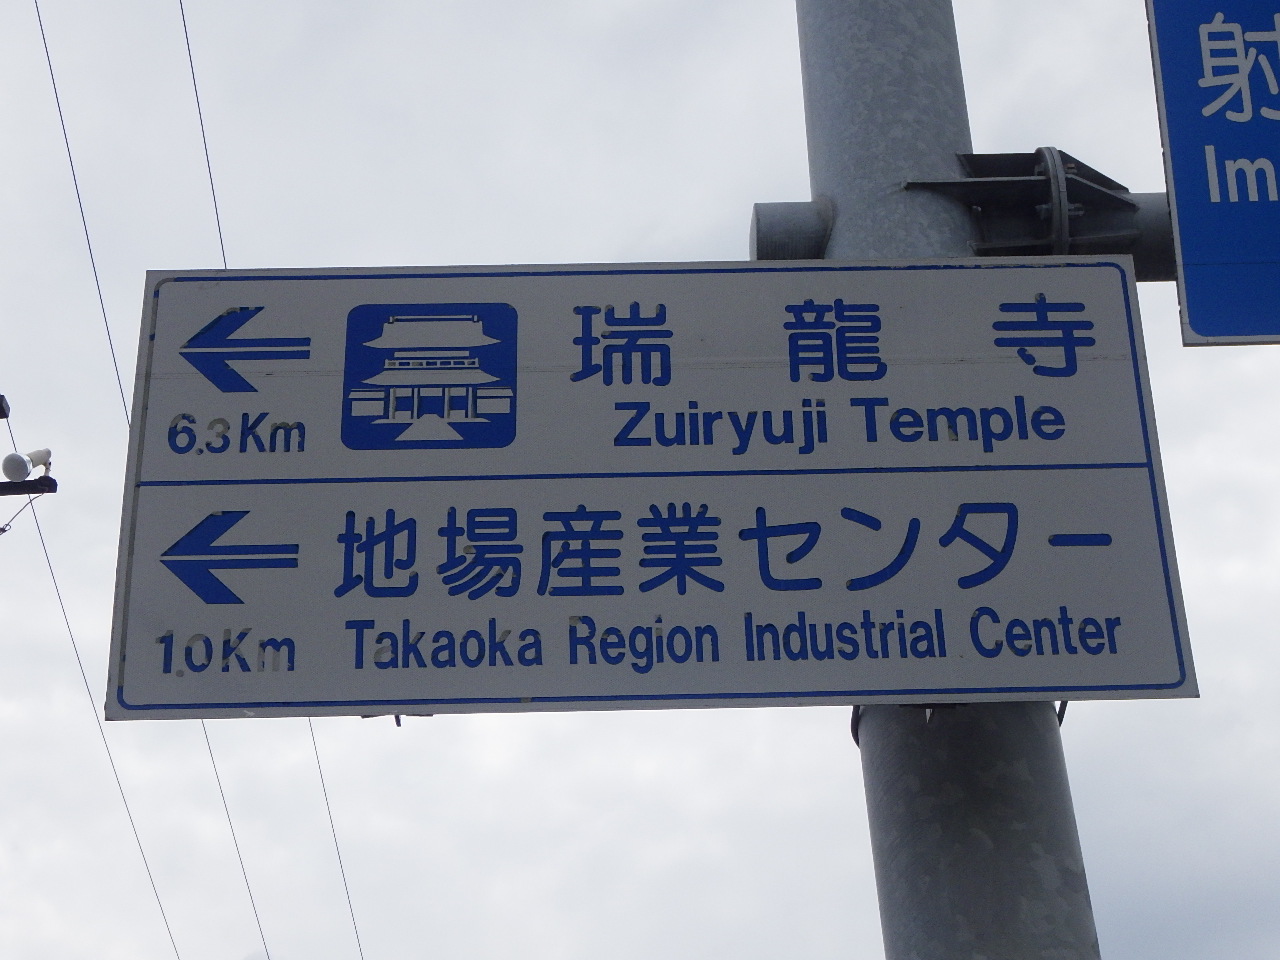 射
Im
瑞龍寺
6.3Km
Zuiryuji Temple
地場産業センター
1.0Km
Takaoka Region Industrial Center